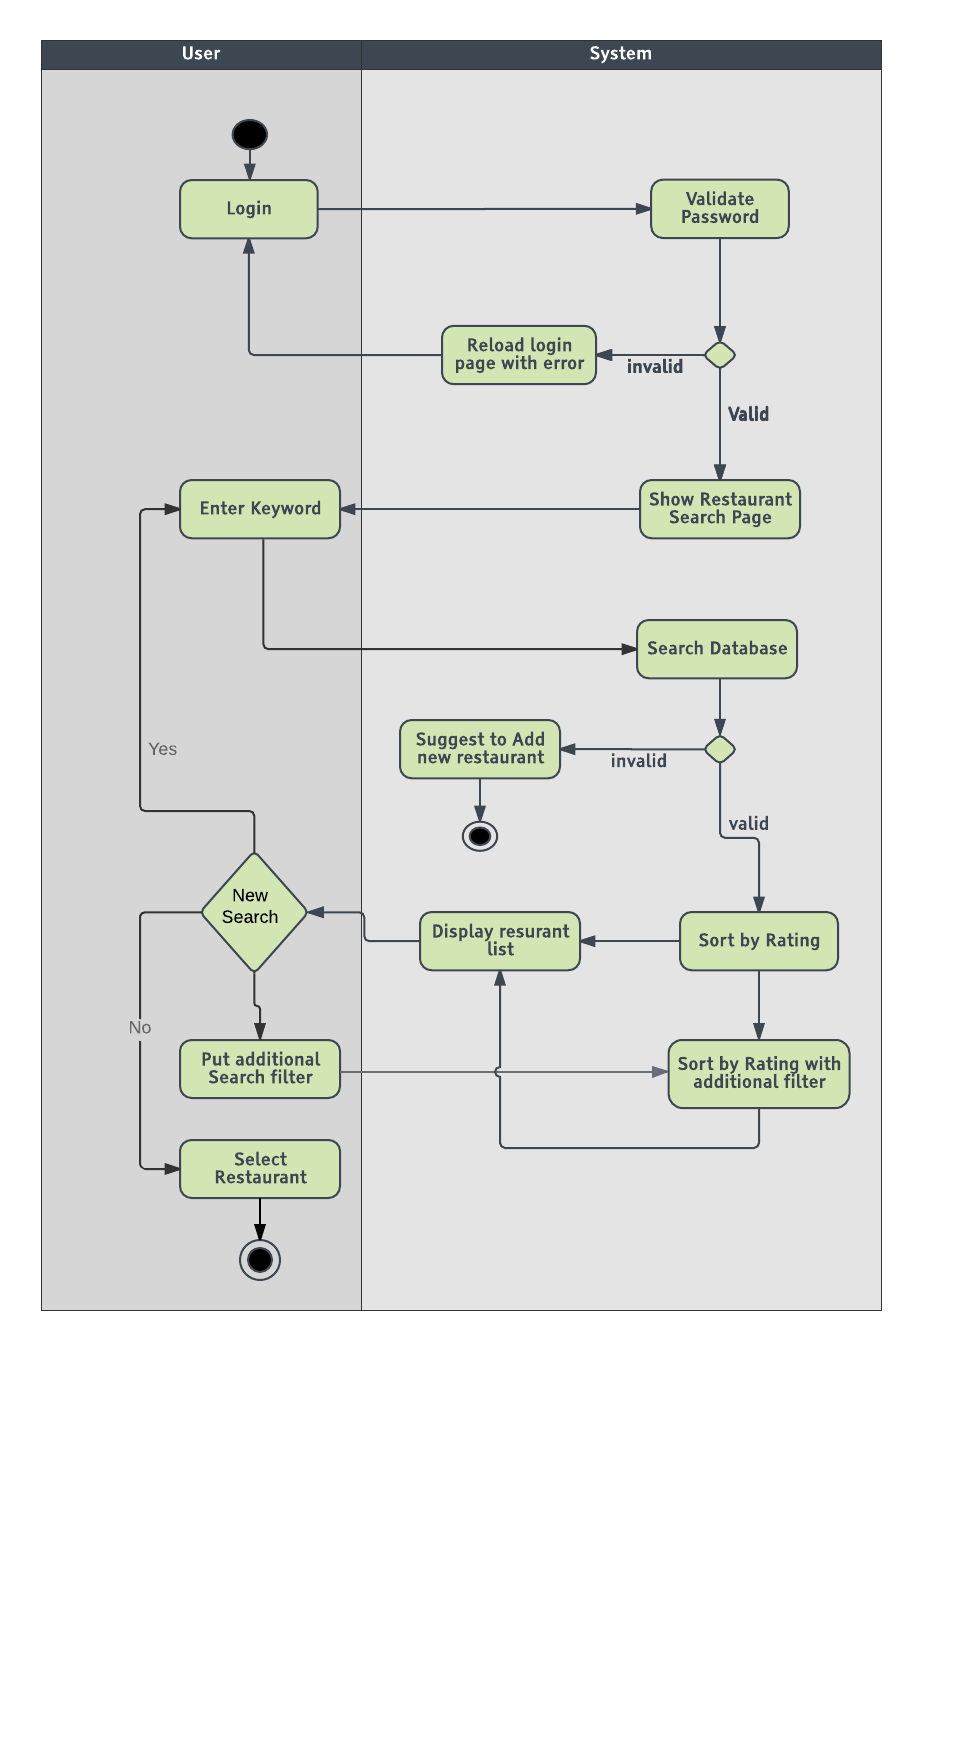 User
System
Login
Validate
Password
Reload login
page with error
invalid
Valid
Enter Keyword
Show Restaurant
Search Page
Search Database
Suggest to Add
new restaurant
invalid
Yes
valid
New
Search
Display resurant
list
Sort by Rating
No
Put additional
Search filter
Sort by Rating with
additional filter
Select
Restaurant